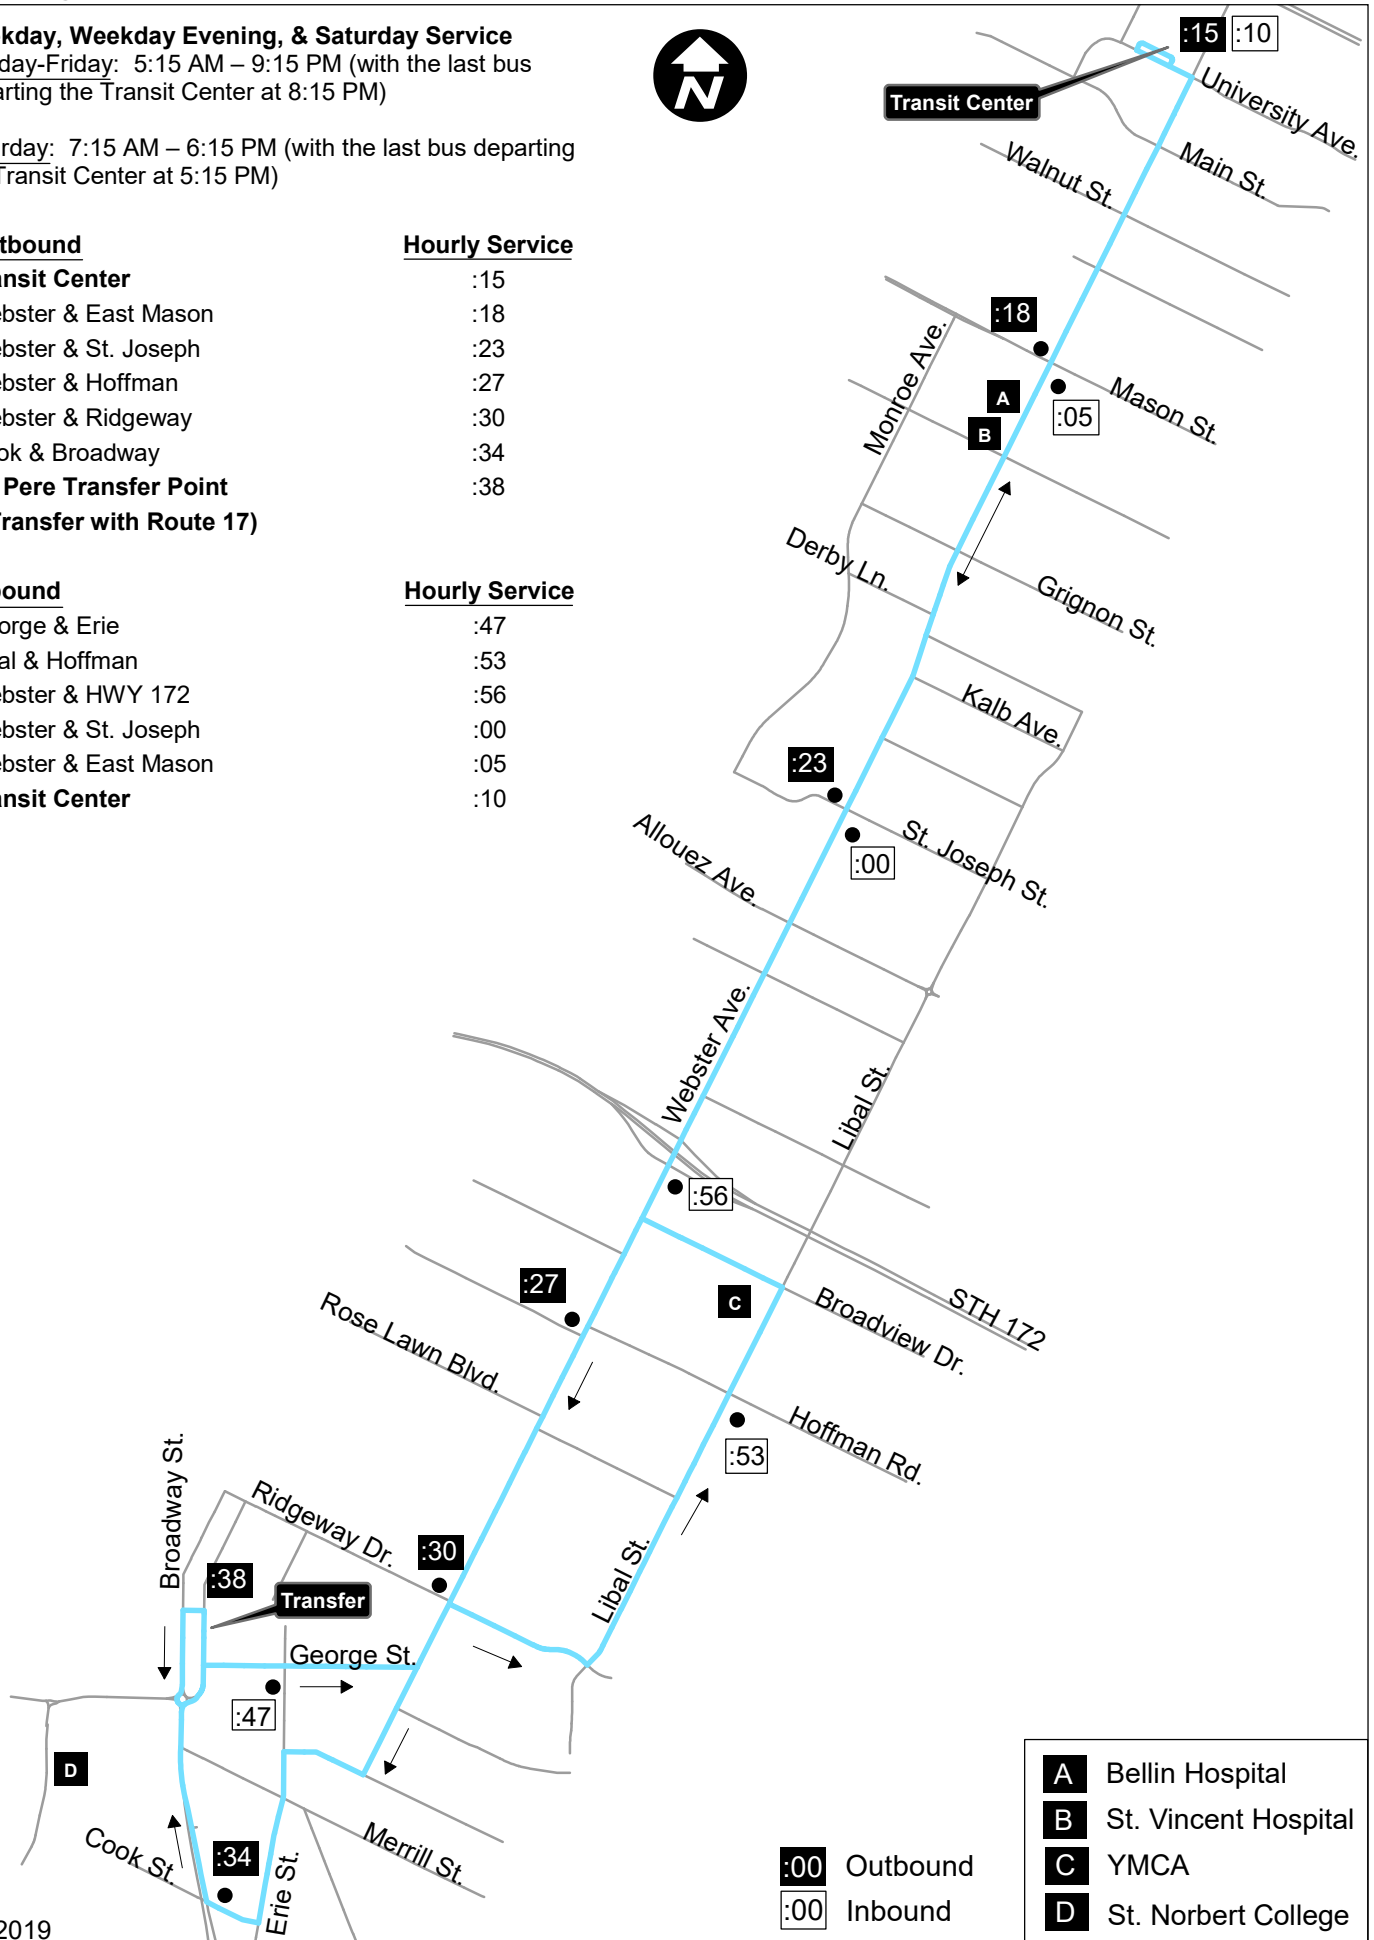 kday, Weekday Evening, & Saturday Service
day-Friday: 5:15 AM – 9:15 PM (with the last bus
arting the Transit Center at 8:15 PM)
urday: 7:15 AM – 6:15 PM (with the last bus departing
Transit Center at 5:15 PM)
tbound Hourly Service
ansit Center :15
ebster & East Mason :18
ebster & St. Joseph :23
ebster & Hoffman :27
ebster & Ridgeway :30
ok & Broadway :34
Pere Transfer Point :38
Transfer with Route 17)
bound Hourly Service
orge & Erie :47
al & Hoffman :53
ebster & HWY 172 :56
ebster & St. Joseph :00
ebster & East Mason :05
ansit Center :10
N
:15 :10
Transit Center
University Ave.
Main St.
Walnut St.
:18
Monroe Ave.
Mason St.
A
:05
B
Derby Ln.
Grignon St.
Kalb Ave.
:23
St. Joseph St.
Allouez Ave.
:00
Webster Ave.
Libal St.
:56
:27
C
Broadview Dr.
STH 172
Rose Lawn Blvd.
Hoffman Rd.
:53
Broadway St.
Ridgeway Dr.
:30
:38
Transfer
Libal St.
George St.
:47
D
Cook St.
:34
Erie St.
Merrill St.
:00 Outbound
:00 Inbound
A Bellin Hospital
B St. Vincent Hospital
C YMCA
D St. Norbert College
2019